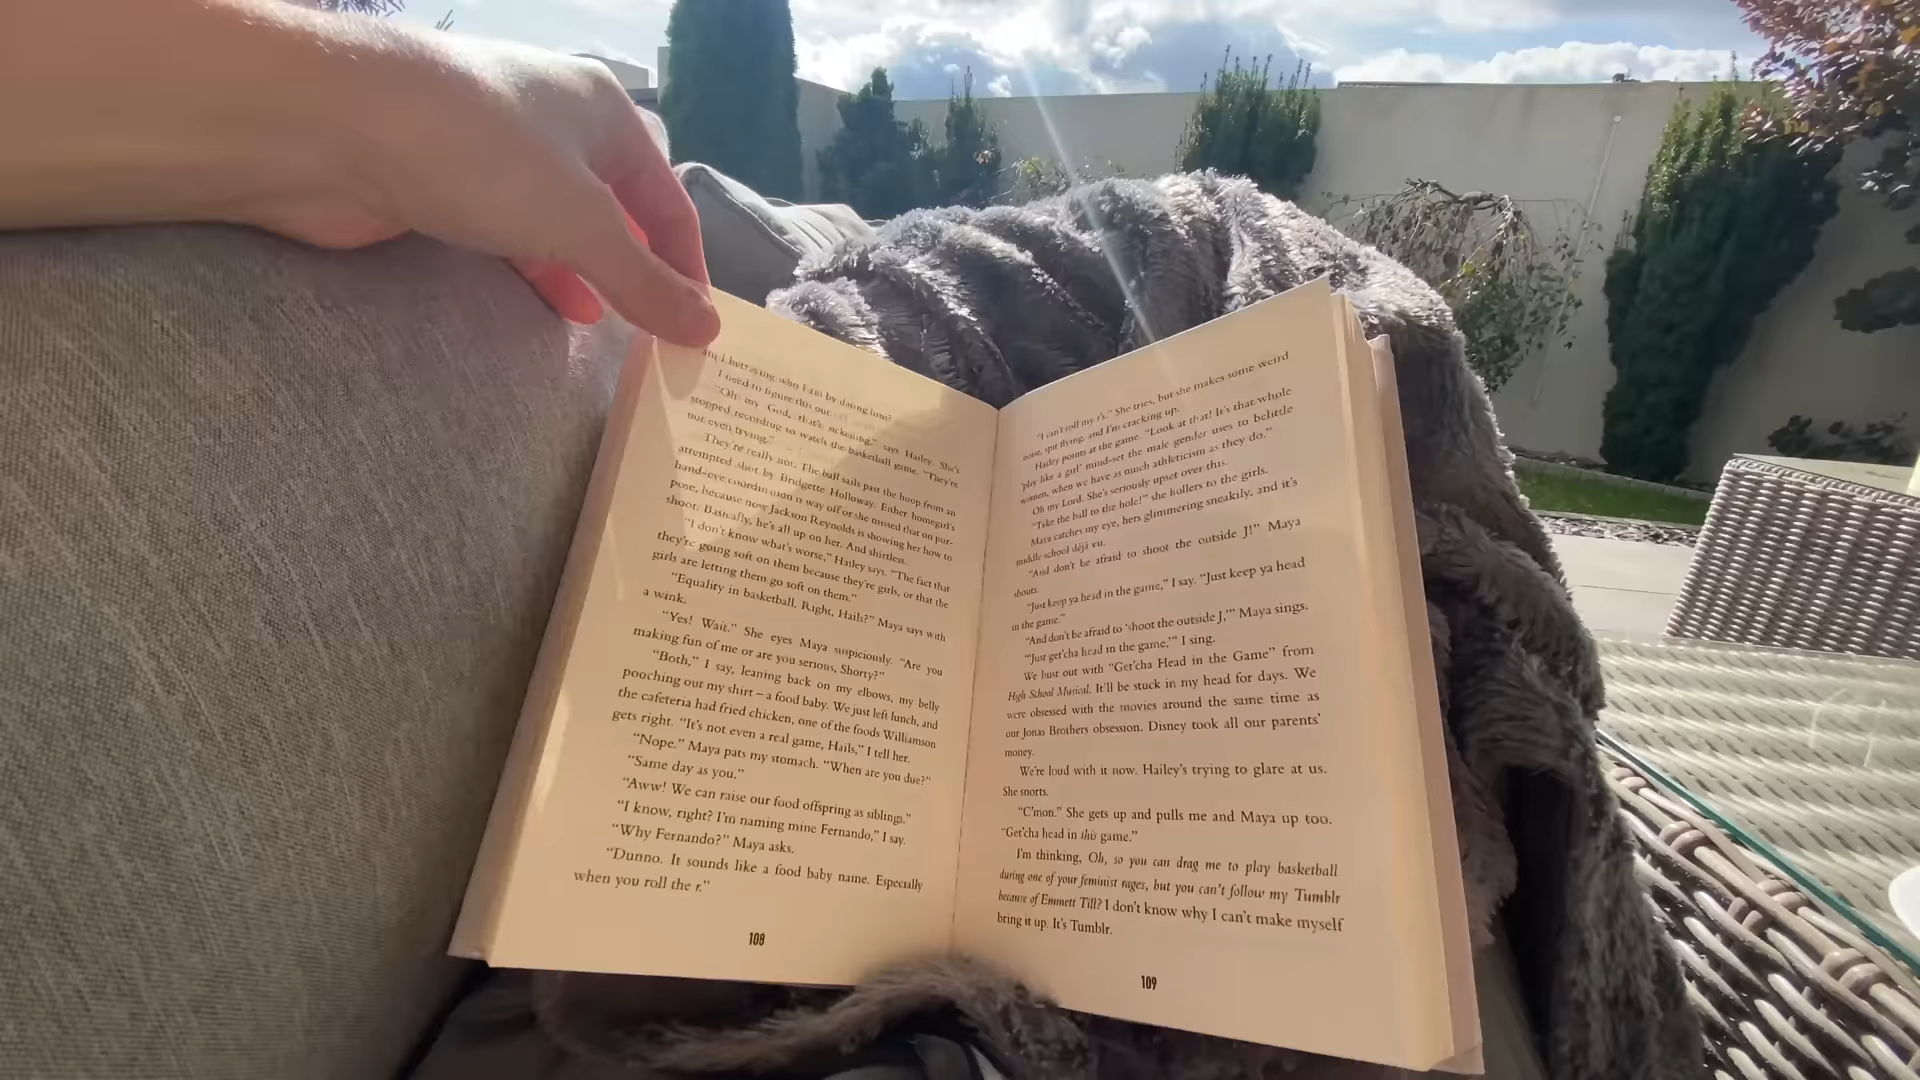 am I betraying who I am by dating him?
I need to figure this out.
"Oh my God, that's sickening," says Hailey. She's
stopped recording to watch the basketball game. "They're
not even trying."
They're really not. The ball sails past the hoop from an
attempted shot by Bridgette Holloway. Either homegirl's
hand-eye coordination is way off or she missed that on pur-
pose, because now Jackson Reynolds is showing her how to
shoot. Basically, he's all up on her. And shirtless.
"I don't know what's worse," Hailey says. "The fact that
they're going soft on them because they're girls, or that the
girls are letting them go soft on them."
"Equality in basketball. Right, Hails?" Maya says with
a wink.
"Yes! Wait." She eyes Maya suspiciously. "Are you
making fun of me or are you serious, Shorty?"
"Both," I say, leaning back on my elbows, my belly
pooching out my shirt – a food baby. We just left lunch, and
the cafeteria had fried chicken, one of the foods Williamson
gets right. "It's not even a real game, Hails," I tell her.
"Nope." Maya pats my stomach. "When are you due?"
"Same day as you."
"Aww! We can raise our food offspring as siblings."
"I know, right? I'm naming mine Fernando," I say.
"Why Fernando?" Maya asks.
"Dunno. It sounds like a food baby name. Especially
when you roll the r."
108
"I can't roll my r's." She tries, but she makes some weird
noise, spit flying, and I'm cracking up.
Hailey points at the game. "Look at that! It's that whole
'play like a girl' mind-set the male gender uses to belittle
women, when we have as much athleticism as they do."
Oh my Lord. She's seriously upset over this.
"Take the ball to the hole!" she hollers to the girls.
Maya catches my eye, hers glimmering sneakily, and it's
middle school déjà vu.
"And don't be afraid to shoot the outside J!" Maya
shouts.
"Just keep ya head in the game," I say. "Just keep ya head
in the game."
"And don't be afraid to 'shoot the outside J,'" Maya sings.
"'Just get'cha head in the game,'" I sing.
We bust out with "Get'cha Head in the Game" from
High School Musical. It'll be stuck in my head for days. We
were obsessed with the movies around the same time as
our Jonas Brothers obsession. Disney took all our parents'
money.
We're loud with it now. Hailey's trying to glare at us.
She snorts.
"C'mon." She gets up and pulls me and Maya up too.
"Get'cha head in this game."
I'm thinking, Oh, so you can drag me to play basketball
during one of your feminist rages, but you can't follow my Tumblr
because of Emmett Till? I don't know why I can't make myself
bring it up. It's Tumblr.
109